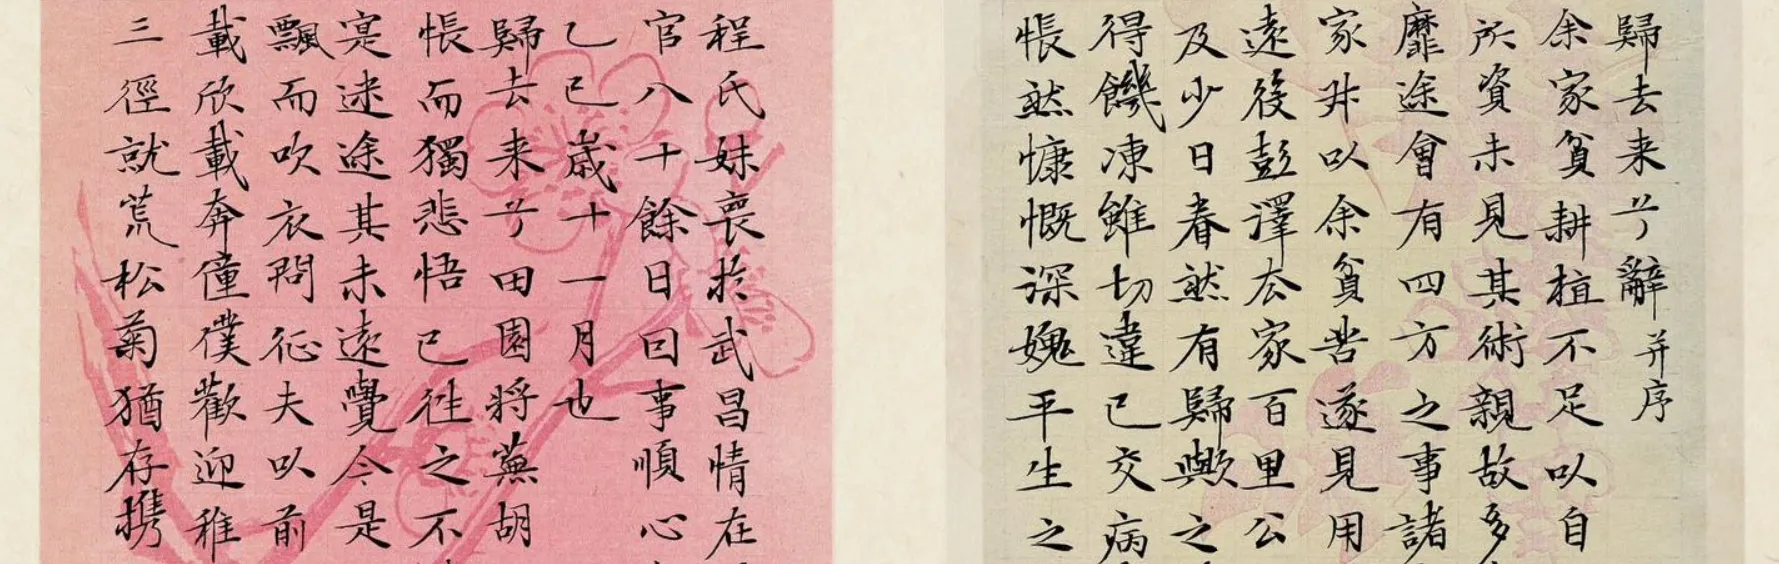 歸去来兮辭并序
余家貧耕植不足以自
所資未見其術親故多
靡途會有四方之事諸
家叔以余貧苦遂見用
遠役彭澤去家百里公
及少日眷然有歸歟之
得饑凍雖切違己交病
悵然慷慨深媿平生之
程氏妹喪於武昌情在
官八十餘日回事順心
乙巳歲十一月也
歸去来兮田園将蕪胡
悵而獨悲悟已往之不
寔迷途其未遠覺今是
飄而吹衣問征夫以前
載欣載奔僮僕歡迎稚
三徑就荒松菊猶存携